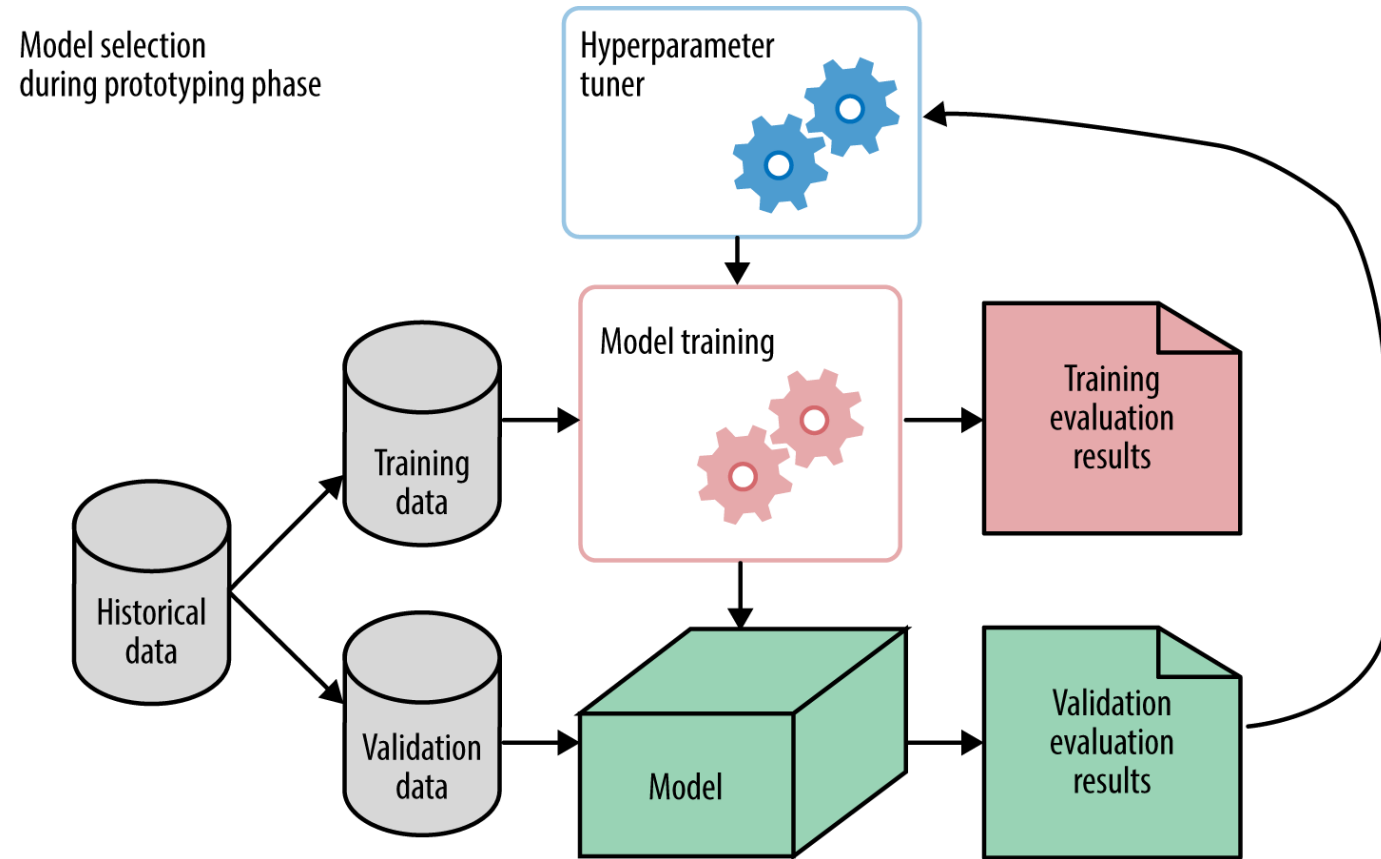 Model selection
during prototyping phase
Hyperparameter
tuner
Model training
Training
evaluation
results
Training
data
Historical
data
Validation
data
Model
Validation
evaluation
results